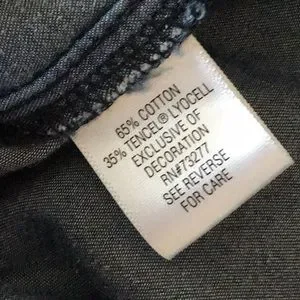 65% COTTON
35% TENCEL® LYOCELL
EXCLUSIVE OF
DECORATION
RN#73277
SEE REVERSE
FOR CARE